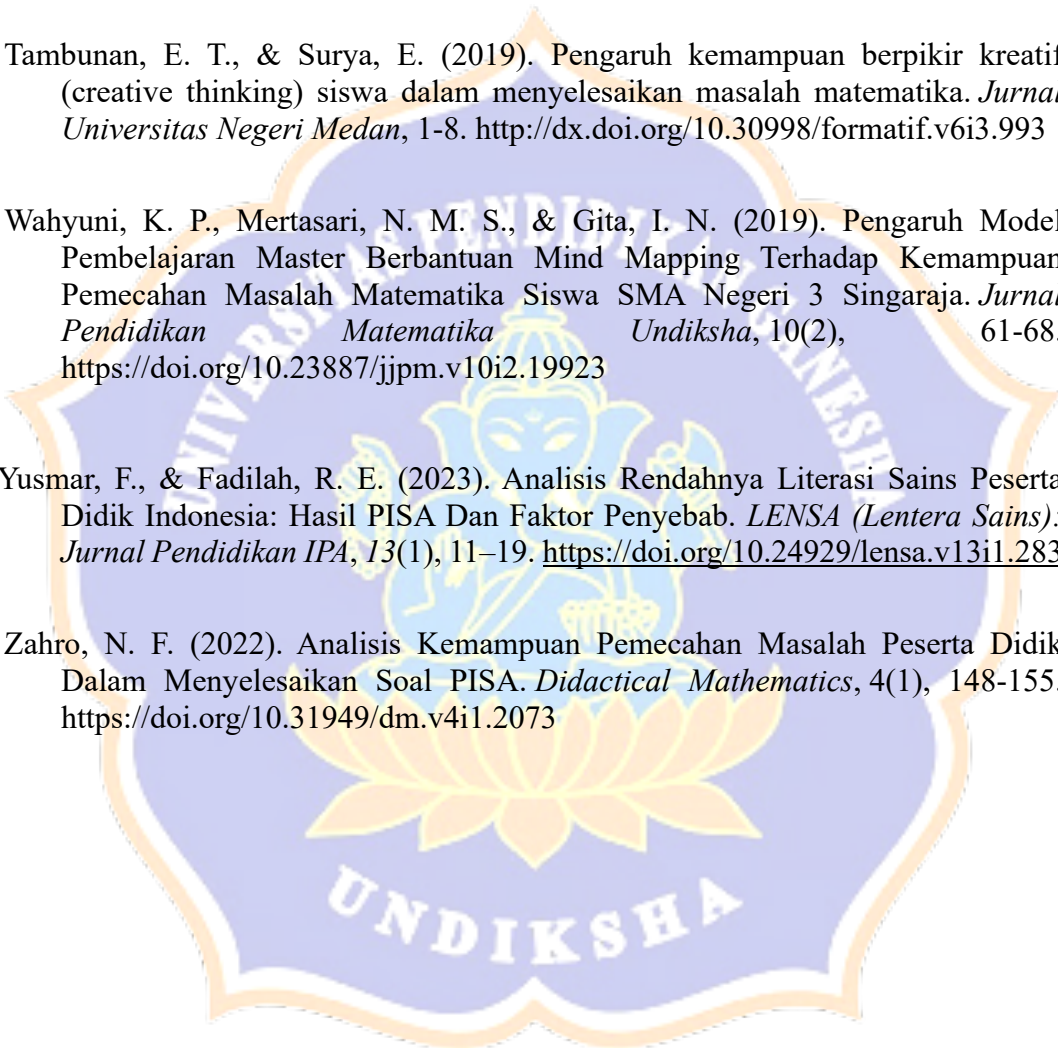 Tambunan, E. T., & Surya, E. (2019). Pengaruh kemampuan berpikir kreatif
(creative thinking) siswa dalam menyelesaikan masalah matematika. Jurnal
Universitas Negeri Medan, 1-8. http://dx.doi.org/10.30998/formatif.v6i3.993
Wahyuni, K. P., Mertasari, N. M. S., & Gita, I. N. (2019). Pengaruh Model
Pembelajaran Master Berbantuan Mind Mapping Terhadap Kemampuan
Pemecahan Masalah Matematika Siswa SMA Negeri 3 Singaraja. Jurnal
Pendidikan Matematika Undiksha, 10(2), 61-68.
https://doi.org/10.23887/jjpm.v10i2.19923
Yusmar, F., & Fadilah, R. E. (2023). Analisis Rendahnya Literasi Sains Peserta
Didik Indonesia: Hasil PISA Dan Faktor Penyebab. LENSA (Lentera Sains):
Jurnal Pendidikan IPA, 13(1), 11–19. https://doi.org/10.24929/lensa.v13i1.283
Zahro, N. F. (2022). Analisis Kemampuan Pemecahan Masalah Peserta Didik
Dalam Menyelesaikan Soal PISA. Didactical Mathematics, 4(1), 148-155.
https://doi.org/10.31949/dm.v4i1.2073
UNIVERSITAS PENDIDIKAN GANESHA
UNDIKSHA